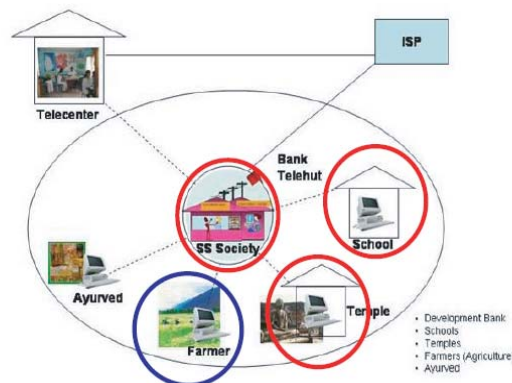 ISP
Telecenter
Bank
Telehut
SS Society
School
Ayurved
Farmer
Temple
• Development Bank
• Schools
• Temples
• Farmers (Agriculture)
• Ayurved